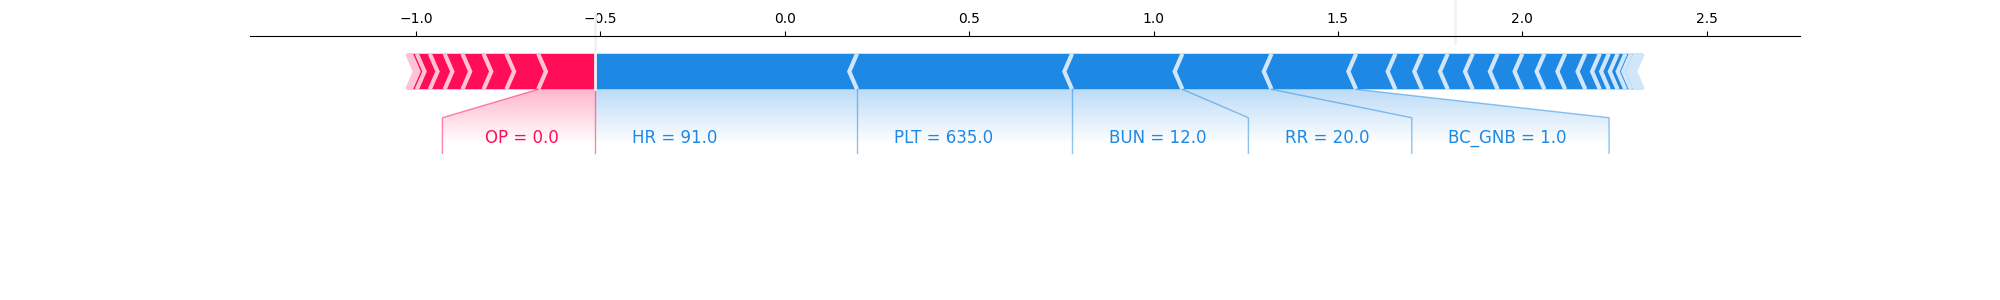 −1.0 −0.5 0.0 0.5 1.0 1.5 2.0 2.5
OP = 0.0 HR = 91.0 PLT = 635.0 BUN = 12.0 RR = 20.0 BC_GNB = 1.0